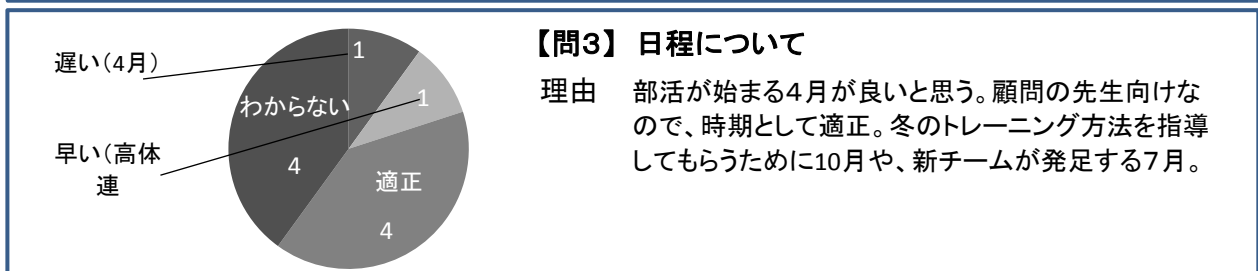 遅い(4月)
1
わからない
4
早い(高体
連
1
適正
4
【問3】 日程について
理由 部活が始まる4月が良いと思う。顧問の先生向けな
ので、時期として適正。冬のトレーニング方法を指導
してもらうために10月や、新チームが発足する7月。